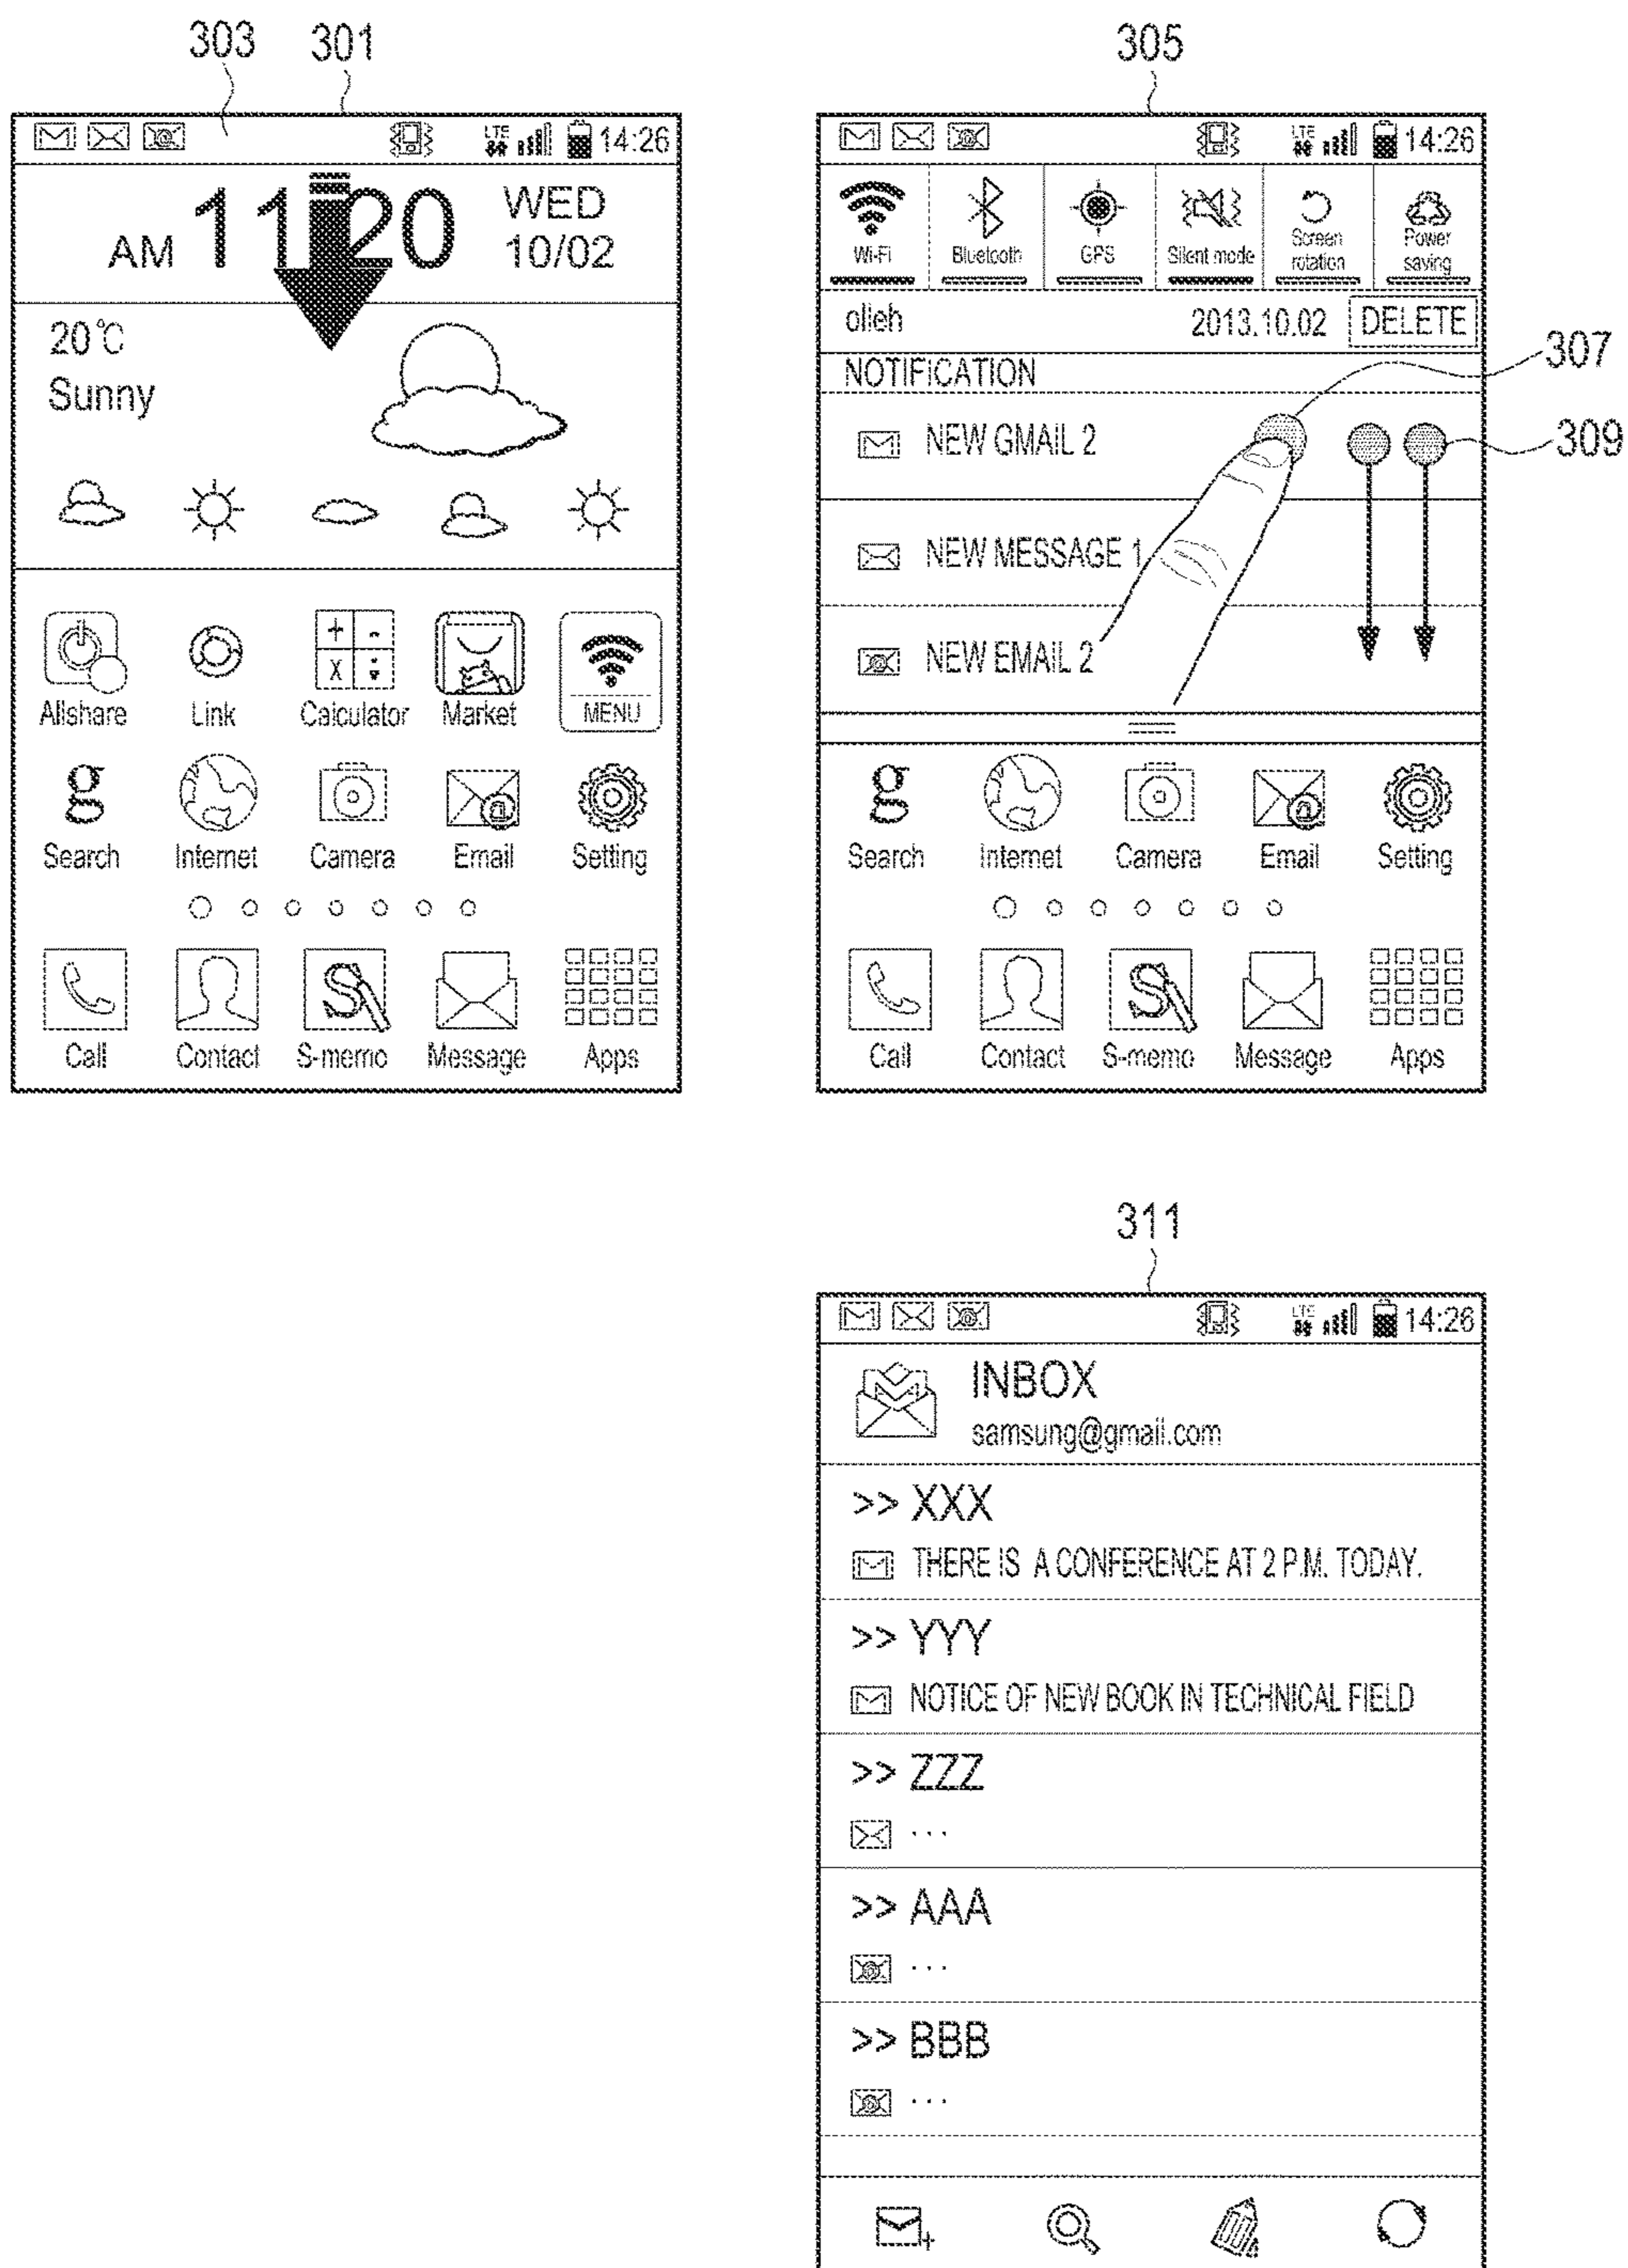 303 301
14:26
LTE
AM 11:20 WED
10/02
20℃
Sunny
Allshare Link Calculator Market MENU
g
Search Internet Camera Email Setting
S
Call Contact S-memo Message Apps
305
LTE
14:26
Wi-Fi Bluetooth GPS Silent mode Screen rotation Power saving
olleh 2013.10.02 DELETE
NOTIFICATION
307
NEW GMAIL 2
309
NEW MESSAGE 1
NEW EMAIL 2
g
Search Internet Camera Email Setting
S
Call Contact S-memo Message Apps
311
LTE
14:26
INBOX
samsung@gmail.com
>> XXX
THERE IS A CONFERENCE AT 2 P.M. TODAY.
>> YYY
NOTICE OF NEW BOOK IN TECHNICAL FIELD
>> ZZZ
...
>> AAA
...
>> BBB
...